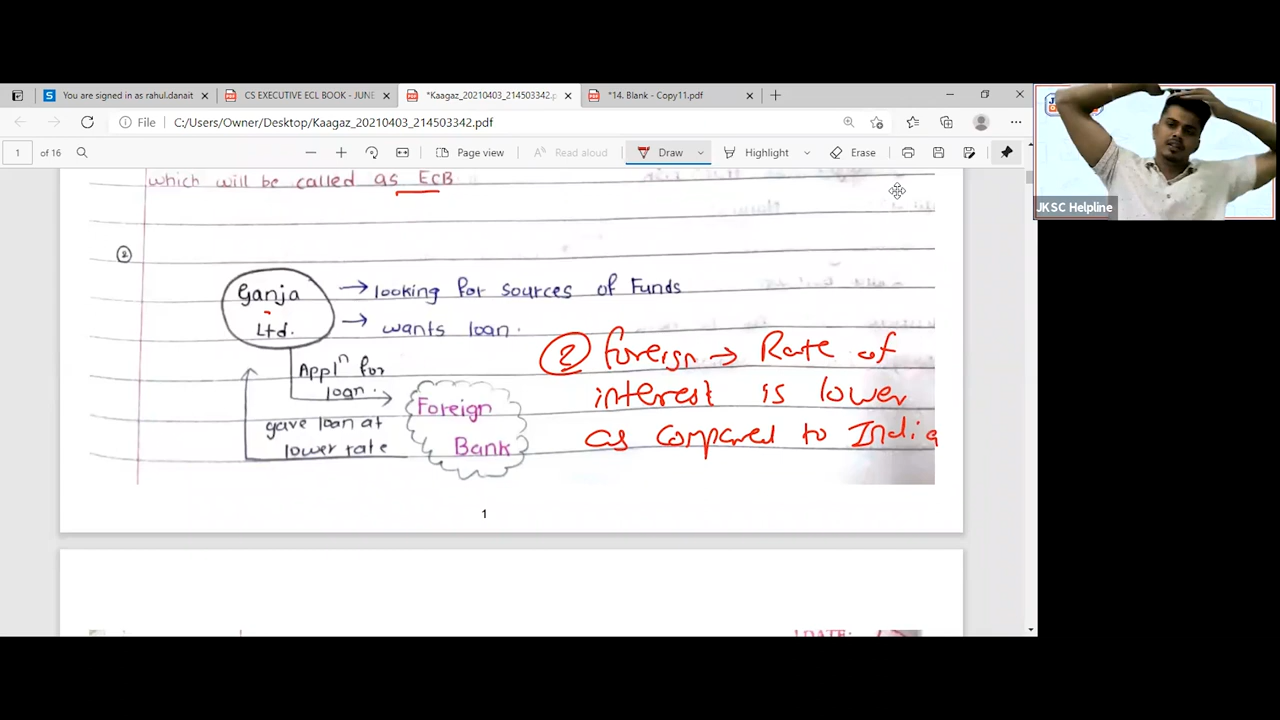 You are signed in as rahul.danait
CS EXECUTIVE ECL BOOK - JUNE
*Kaagaz_20210403_214503342.p
*14. Blank - Copy11.pdf
File
C:/Users/Owner/Desktop/Kaagaz_20210403_214503342.pdf
1 of 16
Page view
Read aloud
Draw
Highlight
Erase
JKSC Helpline
which will be called as ECB
②
Ganja
Ltd.
→ looking for sources of Funds
→ wants loan.
Applⁿ for
loan.
gave loan at
lower rate
Foreign
Bank
② foreign → Rate of
interest is lower
as compared to India
1
DATE: